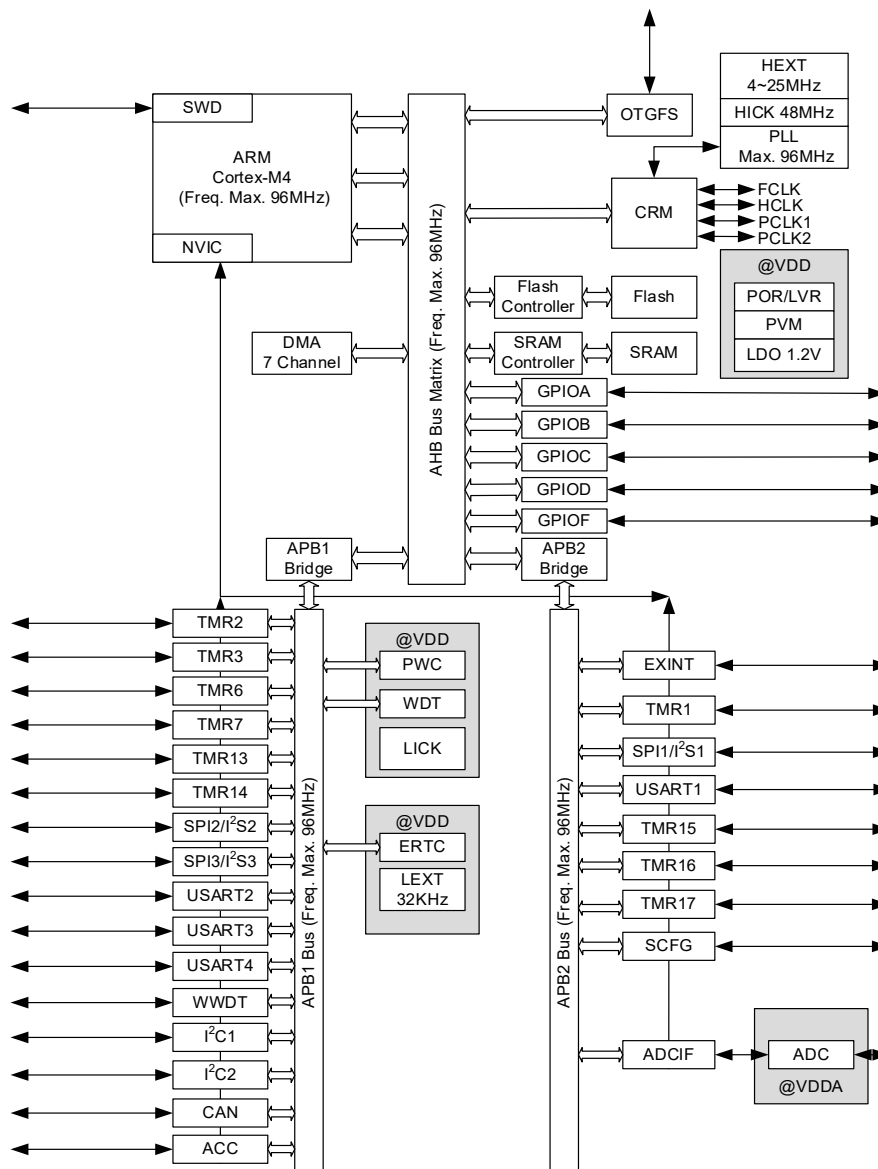 SWD
ARM
Cortex-M4
(Freq. Max. 96MHz)
NVIC
DMA
7 Channel
AHB Bus Matrix (Freq. Max. 96MHz)
OTGFS
HEXT
4~25MHz
HICK 48MHz
PLL
Max. 96MHz
CRM
FCLK
HCLK
PCLK1
PCLK2
Flash
Controller
Flash
SRAM
Controller
SRAM
@VDD
POR/LVR
PVM
LDO 1.2V
GPIOA
GPIOB
GPIOC
GPIOD
GPIOF
APB1
Bridge
APB2
Bridge
TMR2
TMR3
TMR6
TMR7
TMR13
TMR14
SPI2/I²S2
SPI3/I²S3
USART2
USART3
USART4
WWDT
I²C1
I²C2
CAN
ACC
APB1 Bus (Freq. Max. 96MHz)
@VDD
PWC
WDT
LICK
@VDD
ERTC
LEXT
32KHz
APB2 Bus (Freq. Max. 96MHz)
EXINT
TMR1
SPI1/I²S1
USART1
TMR15
TMR16
TMR17
SCFG
ADCIF
ADC
@VDDA